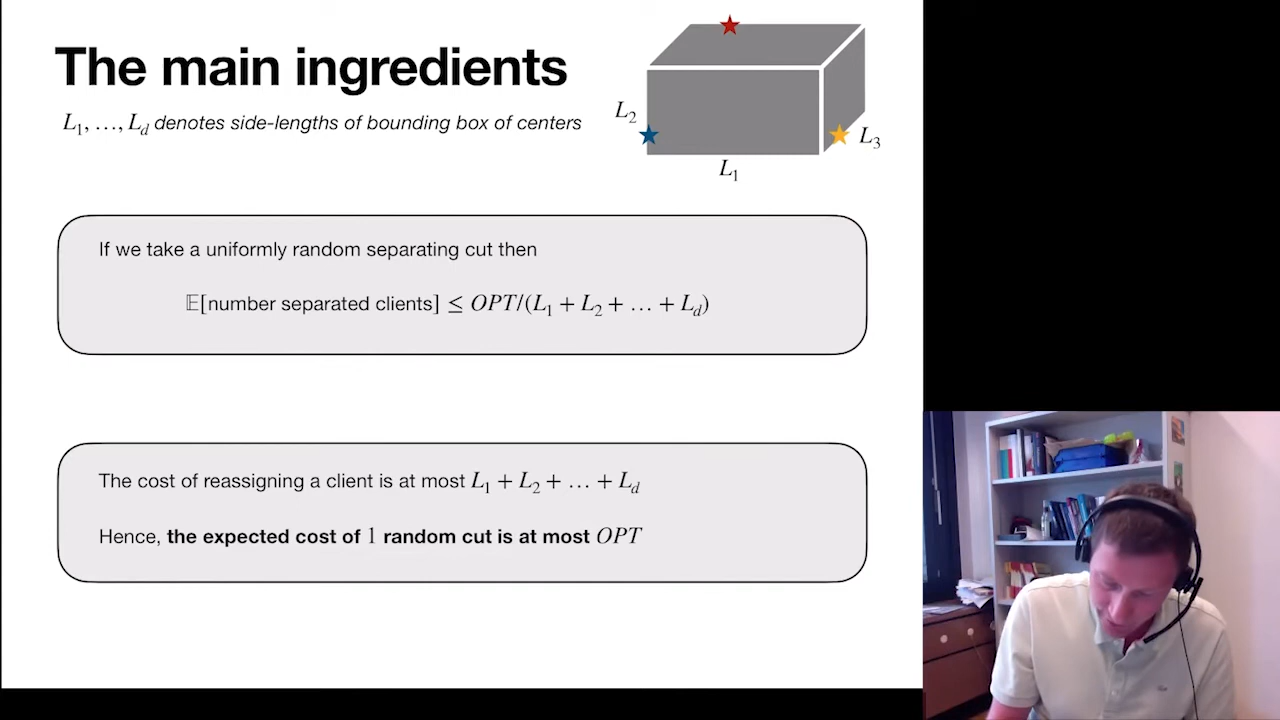 The main ingredients
L₁, …, L_d denotes side-lengths of bounding box of centers
L₂
L₃
L₁
If we take a uniformly random separating cut then
𝔼[number separated clients] ≤ OPT/(L₁ + L₂ + … + L_d)
The cost of reassigning a client is at most L₁ + L₂ + … + L_d
Hence, the expected cost of 1 random cut is at most OPT